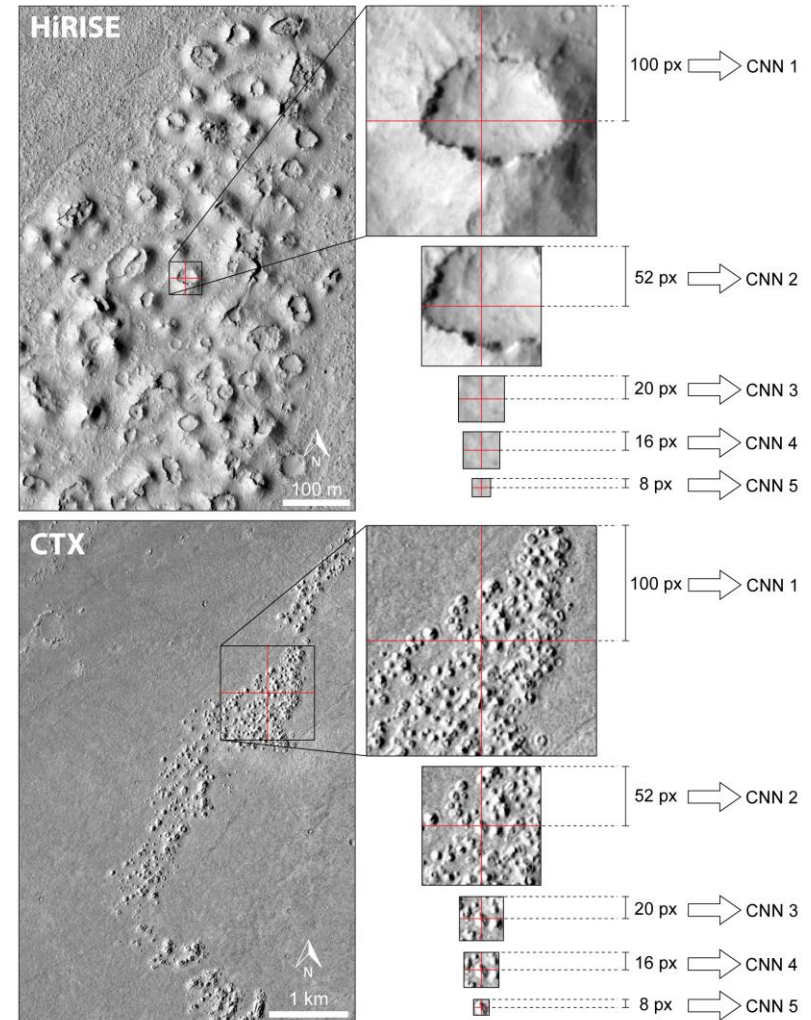 HiRISE
100 px CNN 1
52 px CNN 2
20 px CNN 3
16 px CNN 4
N
8 px CNN 5
100 m
CTX
100 px CNN 1
52 px CNN 2
20 px CNN 3
16 px CNN 4
N
1 km
8 px CNN 5